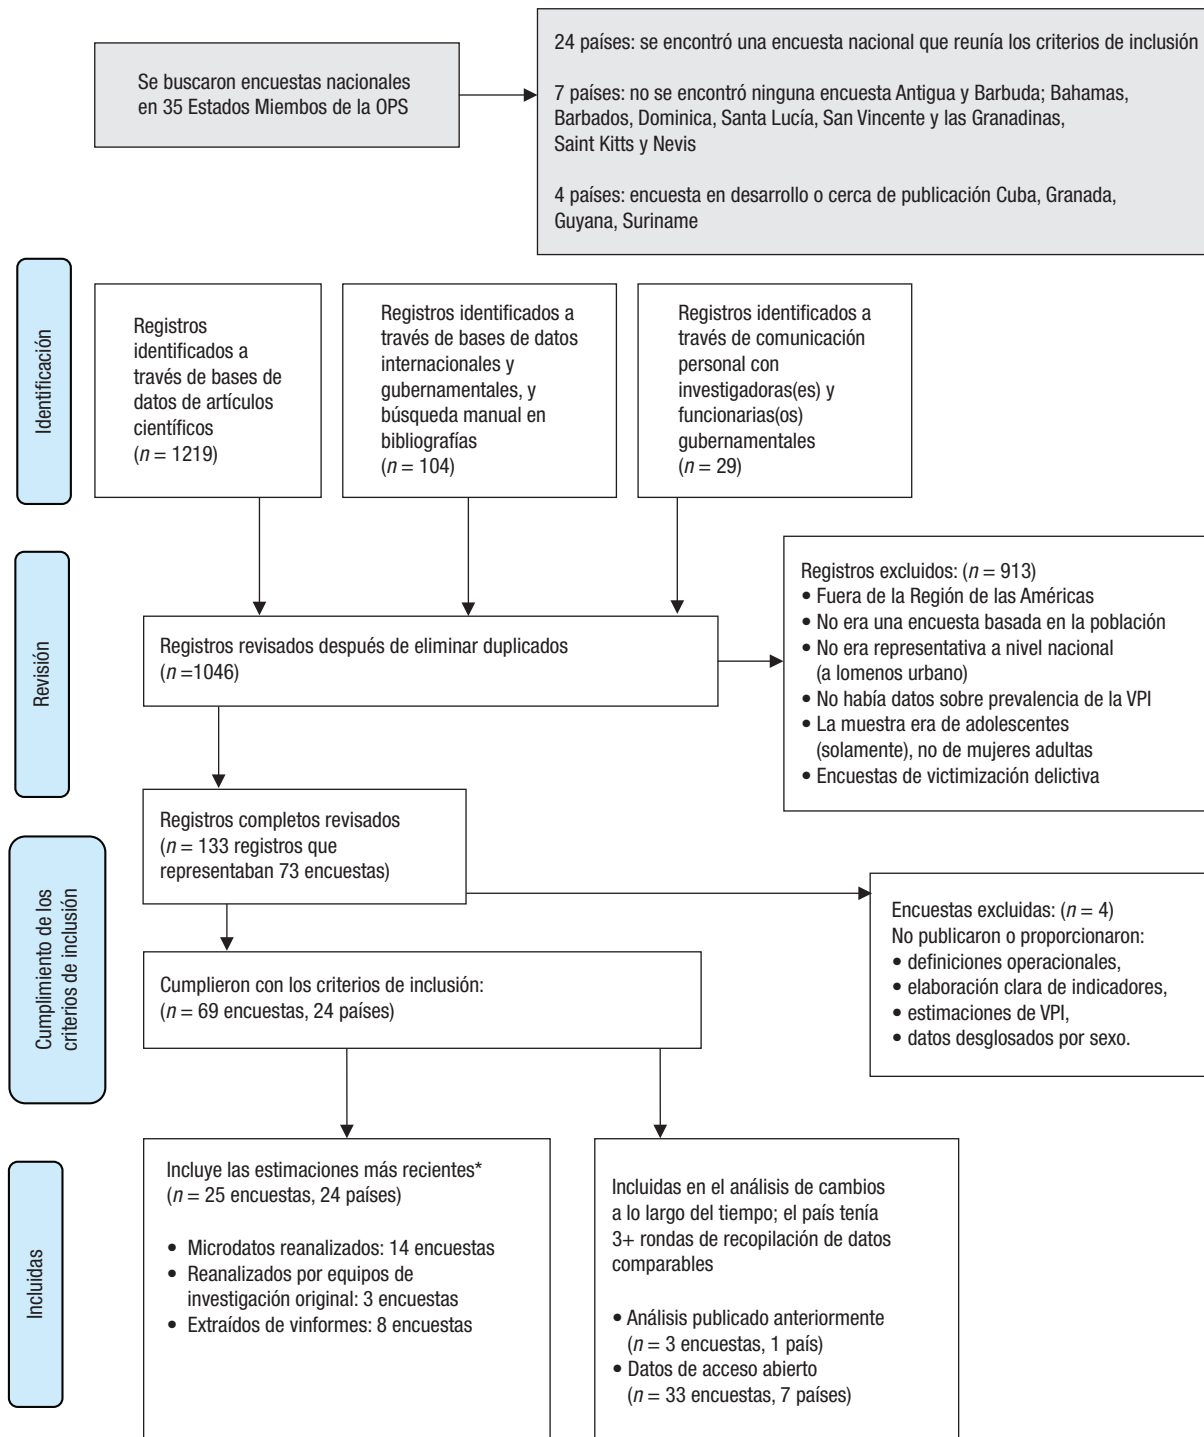 Se buscaron encuestas nacionales
en 35 Estados Miembos de la OPS
24 países: se encontró una encuesta nacional que reunía los criterios de inclusión
7 países: no se encontró ninguna encuesta Antigua y Barbuda; Bahamas,
Barbados, Dominica, Santa Lucía, San Vincente y las Granadinas,
Saint Kitts y Nevis
4 países: encuesta en desarrollo o cerca de publicación Cuba, Granada,
Guyana, Suriname
Identificación
Registros
identificados a
través de bases de
datos de artículos
científicos
(n = 1219)
Registros identificados a
través de bases de datos
internacionales y
gubernamentales, y
búsqueda manual en
bibliografías
(n = 104)
Registros identificados a
través de comunicación
personal con
investigadoras(es) y
funcionarias(os)
gubernamentales
(n = 29)
Revisión
Registros revisados después de eliminar duplicados
(n =1046)
Registros excluidos: (n = 913)
• Fuera de la Región de las Américas
• No era una encuesta basada en la población
• No era representativa a nivel nacional
(a lomenos urbano)
• No había datos sobre prevalencia de la VPI
• La muestra era de adolescentes
(solamente), no de mujeres adultas
• Encuestas de victimización delictiva
Cumplimiento de los
criterios de inclusión
Registros completos revisados
(n = 133 registros que
representaban 73 encuestas)
Encuestas excluidas: (n = 4)
No publicaron o proporcionaron:
• definiciones operacionales,
• elaboración clara de indicadores,
• estimaciones de VPI,
• datos desglosados por sexo.
Cumplieron con los criterios de inclusión:
(n = 69 encuestas, 24 países)
Incluidas
Incluye las estimaciones más recientes*
(n = 25 encuestas, 24 países)
• Microdatos reanalizados: 14 encuestas
• Reanalizados por equipos de
investigación original: 3 encuestas
• Extraídos de vinformes: 8 encuestas
Incluidas en el análisis de cambios
a lo largo del tiempo; el país tenía
3+ rondas de recopilación de datos
comparables
• Análisis publicado anteriormente
(n = 3 encuestas, 1 país)
• Datos de acceso abierto
(n = 33 encuestas, 7 países)